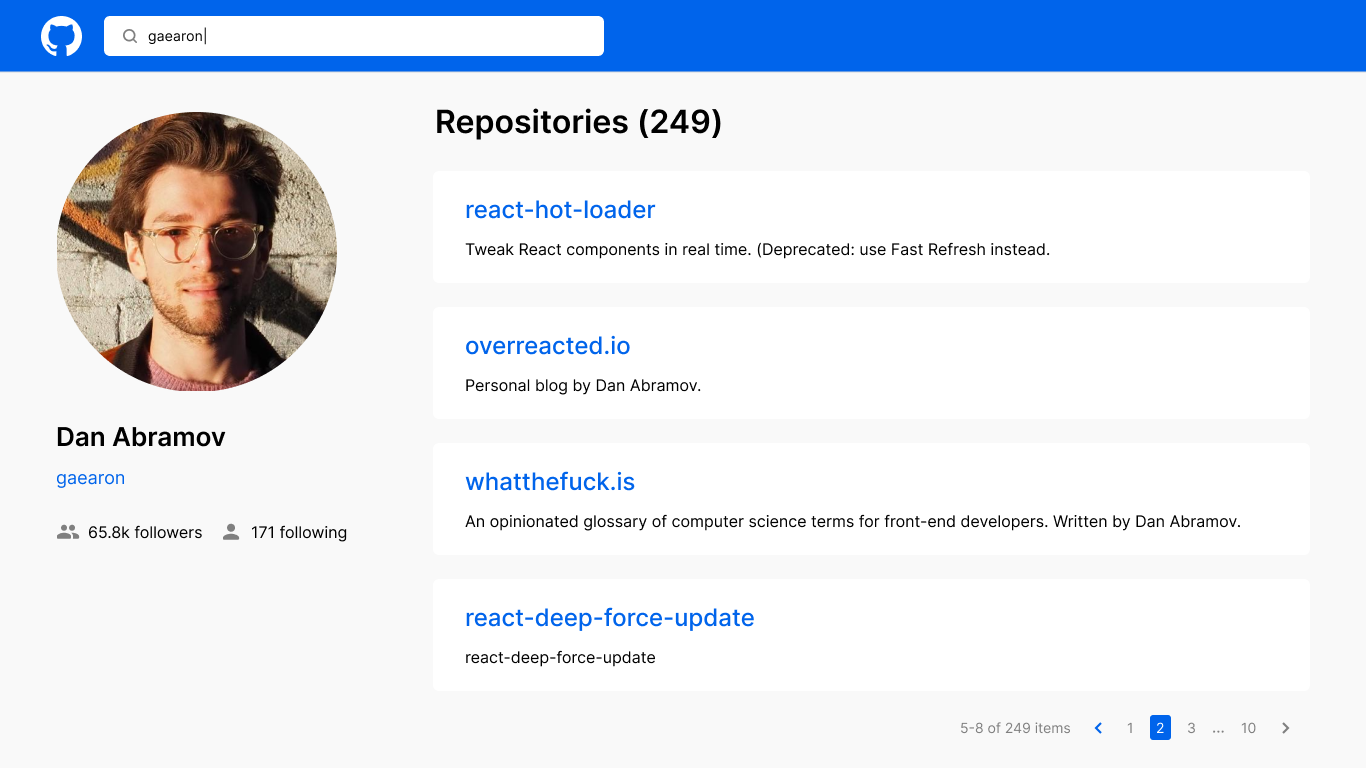 gaearon
Repositories (249)
react-hot-loader
Tweak React components in real time. (Deprecated: use Fast Refresh instead.
overreacted.io
Personal blog by Dan Abramov.
whatthefuck.is
An opinionated glossary of computer science terms for front-end developers. Written by Dan Abramov.
react-deep-force-update
react-deep-force-update
Dan Abramov
gaearon
65.8k followers 171 following
5-8 of 249 items 1 2 3 ... 10